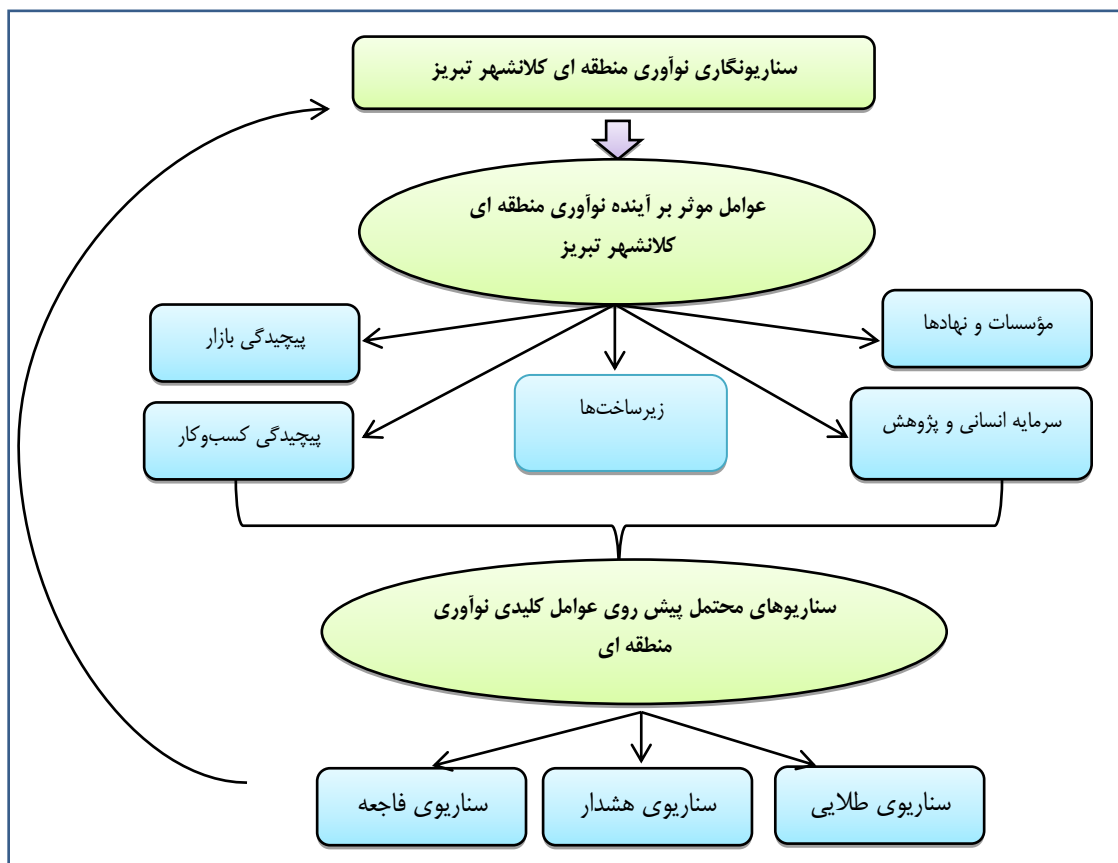 سناریونگاری نوآوری منطقه ای کلانشهر تبریز
عوامل موثر بر آینده نوآوری منطقه ای
کلانشهر تبریز
مؤسسات و نهادها
پیچیدگی بازار
زیرساخت‌ها
سرمایه انسانی و پژوهش
پیچیدگی کسب‌وکار
سناریوهای محتمل پیش روی عوامل کلیدی نوآوری
منطقه ای
سناریوی طلایی
سناریوی هشدار
سناریوی فاجعه